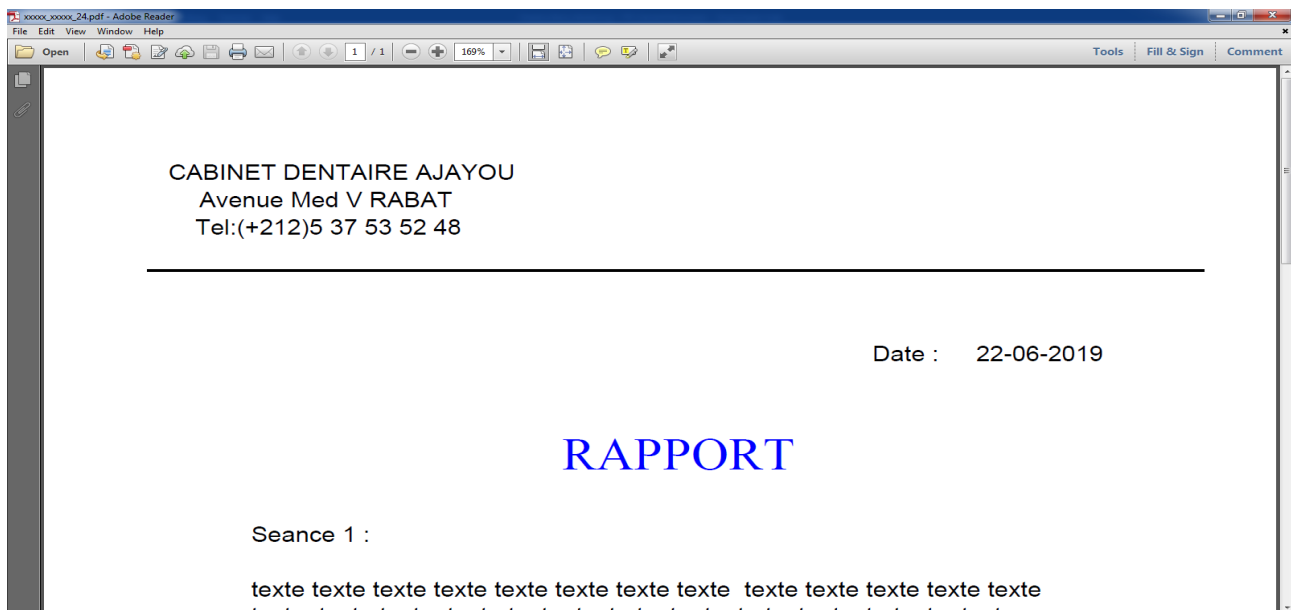 xxxxx_xxxxx_24.pdf - Adobe Reader
File Edit View Window Help
Open 1 / 1 169% Tools Fill & Sign Comment
CABINET DENTAIRE AJAYOU
Avenue Med V RABAT
Tel:(+212)5 37 53 52 48
Date : 22-06-2019
RAPPORT
Seance 1 :
texte texte texte texte texte texte texte texte texte texte texte texte texte